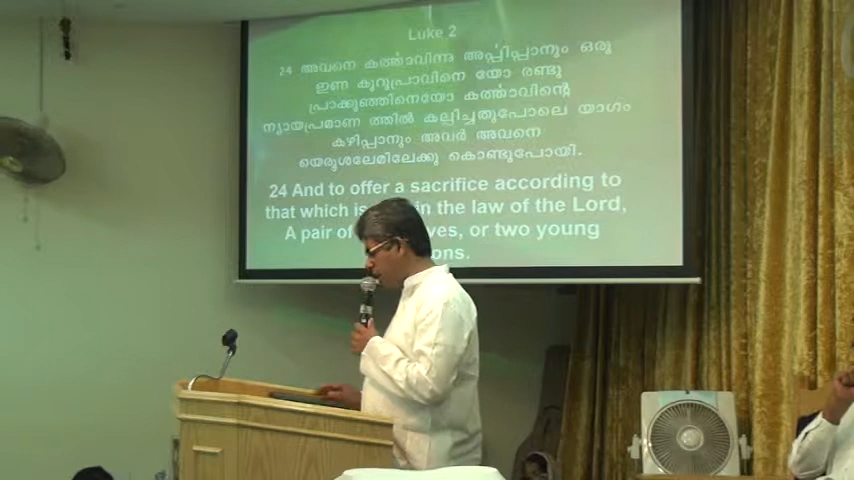 Luke 2
24 അവനെ കർത്താവിന്നു അർപ്പിപ്പാനും ഒരു
ഇണ കുറുപ്രാവിനെയോ രണ്ടു
പ്രാക്കുഞ്ഞിനെയോ കർത്താവിന്റെ
ന്യായപ്രമാണ ത്തിൽ കല്പിച്ചതുപോലെ യാഗം
കഴിപ്പാനും അവർ അവനെ
യെരൂശലേമിലേക്കു കൊണ്ടുപോയി.
24 And to offer a sacrifice according to
that which is in the law of the Lord,
A pair of or two young